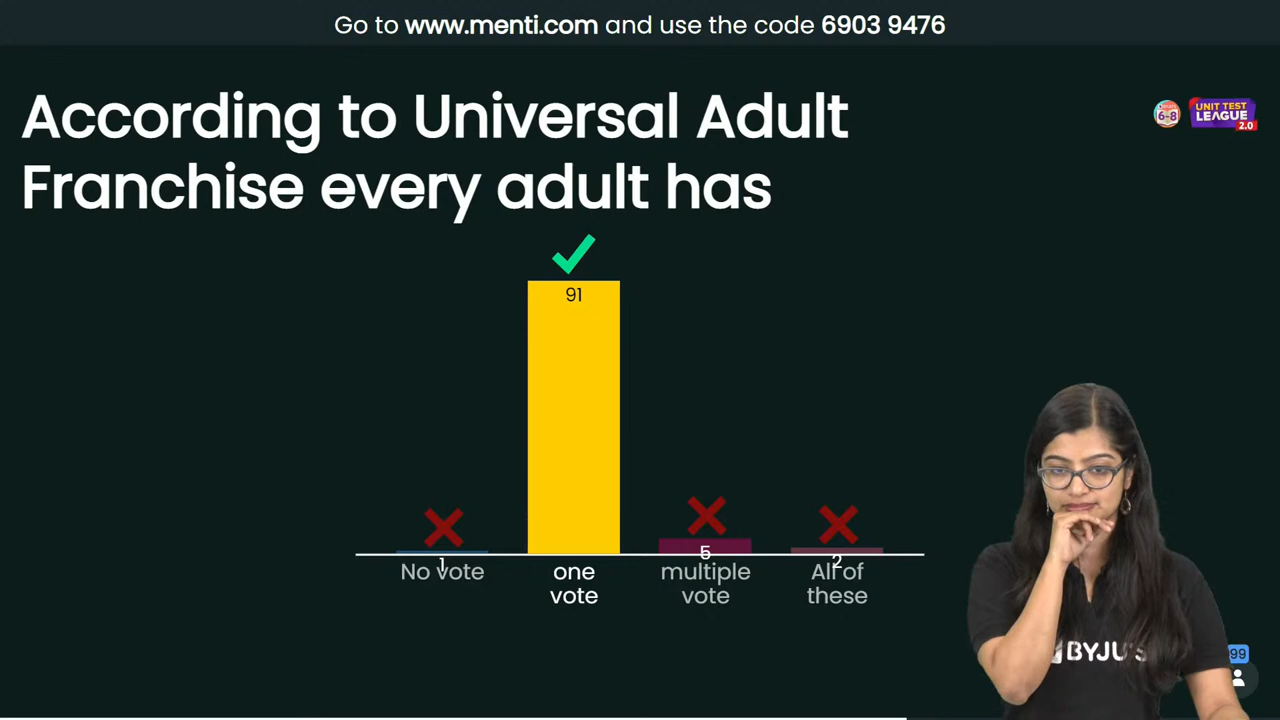 Go to www.menti.com and use the code 6903 9476
According to Universal Adult
Franchise every adult has
6-8
UNIT TEST
LEAGUE
2.0
91
1
5
2
No vote
one
vote
multiple
vote
All of
these
BYJU'S
99